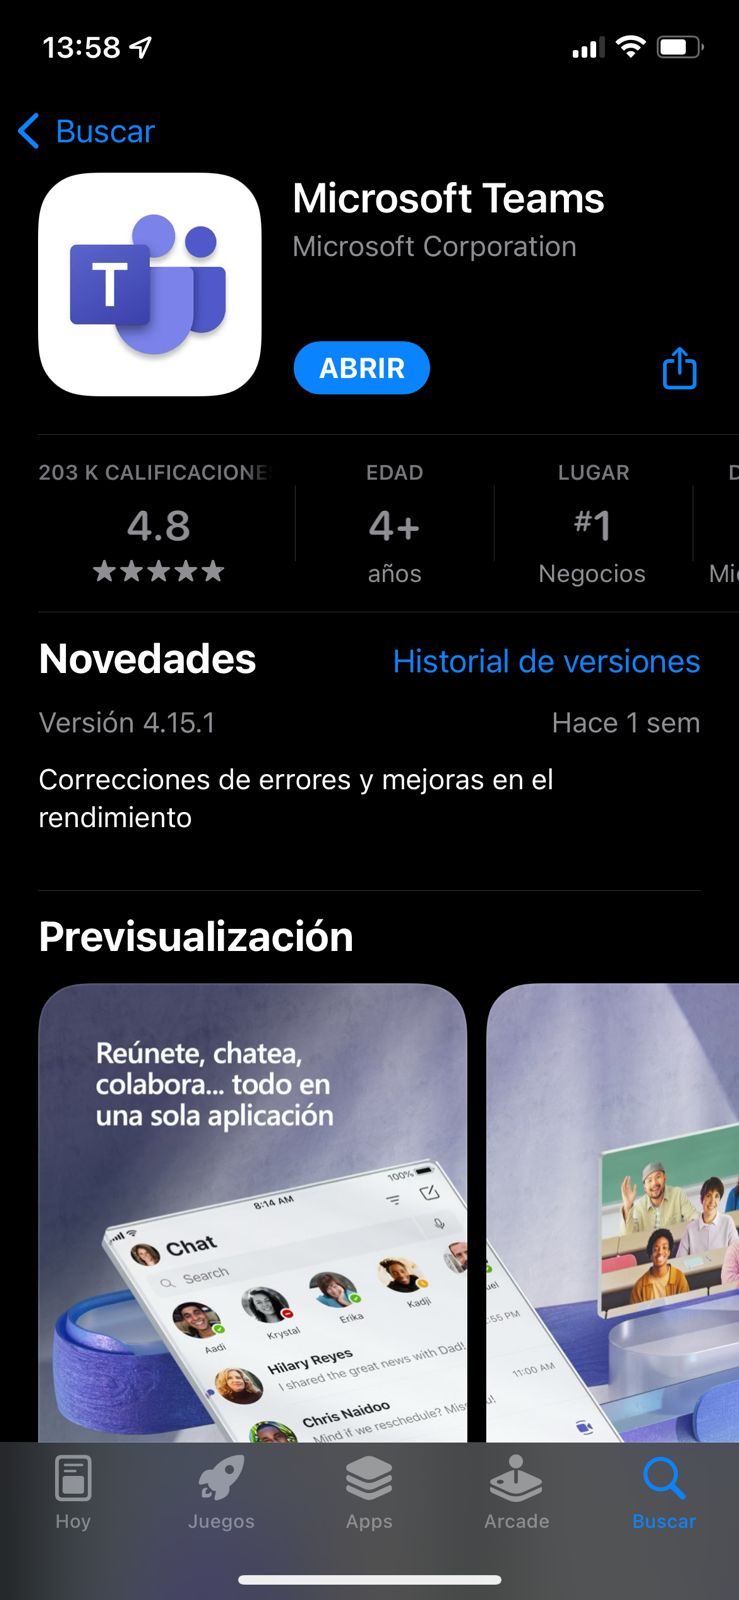 13:58
Buscar
Microsoft Teams
Microsoft Corporation
T
ABRIR
203 K CALIFICACIONE
EDAD
LUGAR
4.8
4+
#1
años
Negocios
Novedades
Historial de versiones
Versión 4.15.1
Hace 1 sem
Correcciones de errores y mejoras en el
rendimiento
Previsualización
Reúnete, chatea,
colabora... todo en
una sola aplicación
8:14 AM
100%
Chat
Search
Aadi
Krystal
Erika
Kadji
Hilary Reyes
I shared the great news with Dad!
Chris Naidoo
Mind if we reschedule?
:55 PM
11:00 AM
Hoy
Juegos
Apps
Arcade
Buscar